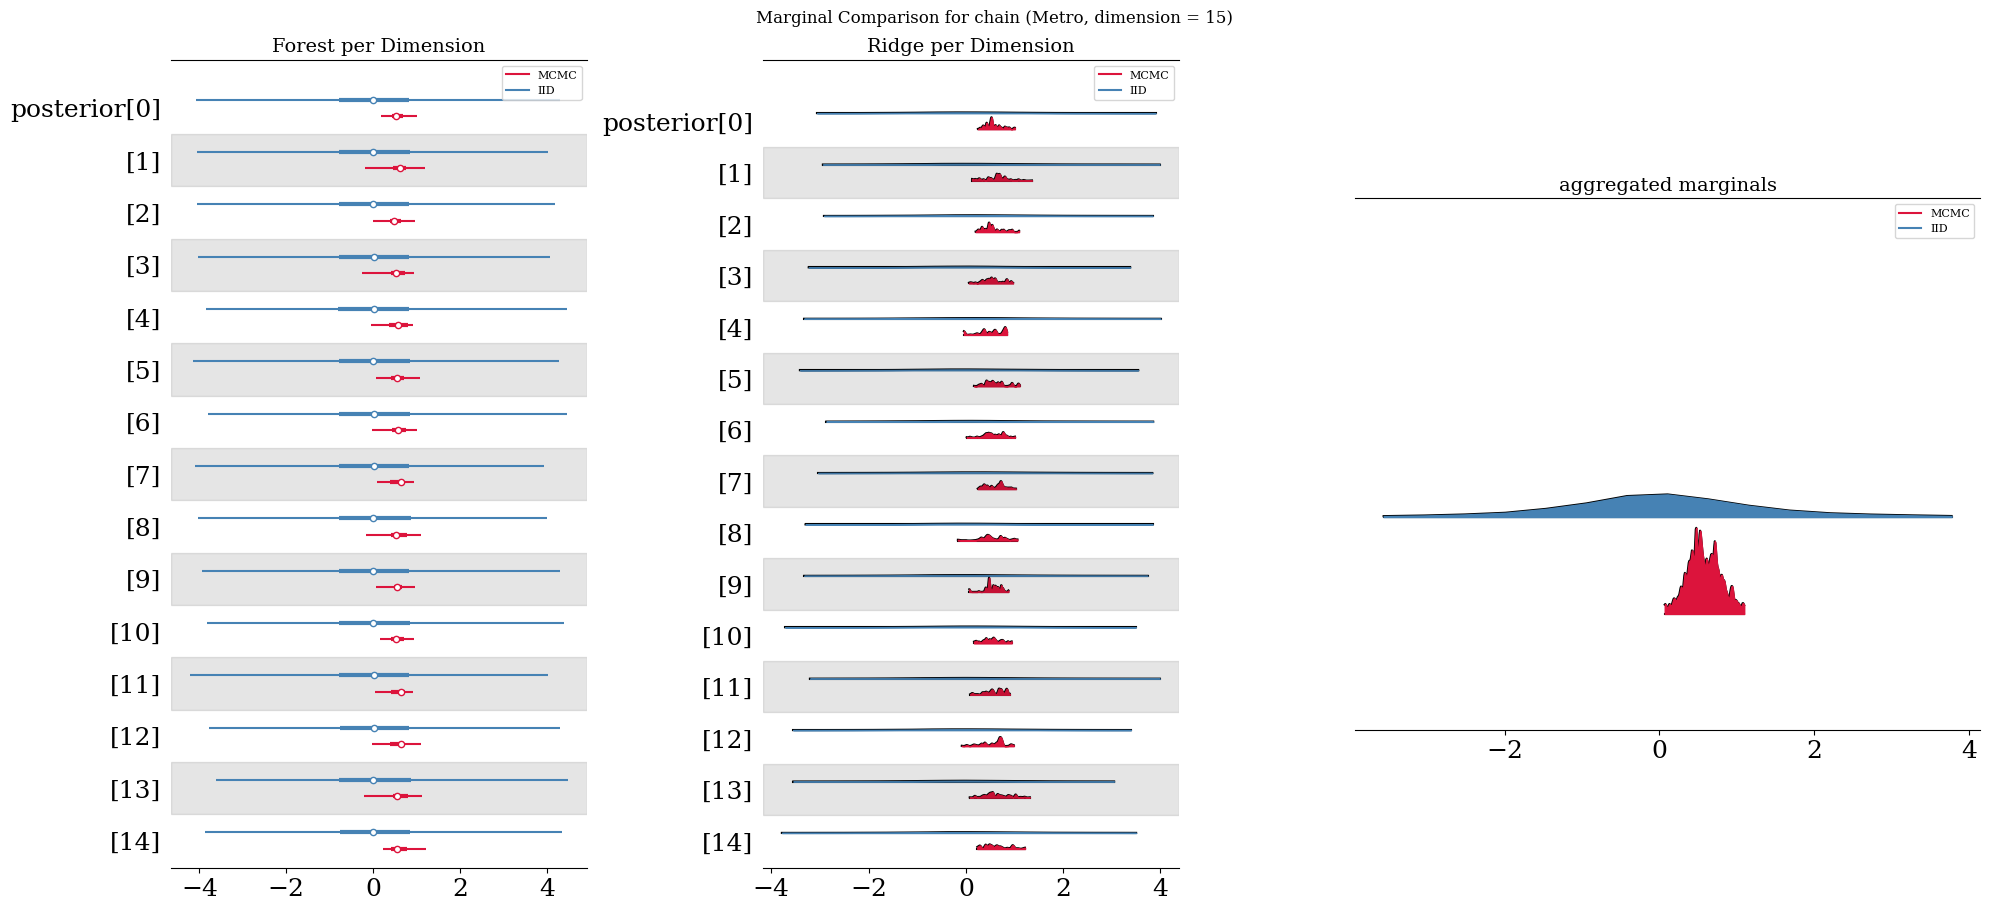 Marginal Comparison for chain (Metro, dimension = 15)
Forest per Dimension
MCMC
IID
posterior[0]
[1]
[2]
[3]
[4]
[5]
[6]
[7]
[8]
[9]
[10]
[11]
[12]
[13]
[14]
−4 −2 0 2 4
Ridge per Dimension
MCMC
IID
posterior[0]
[1]
[2]
[3]
[4]
[5]
[6]
[7]
[8]
[9]
[10]
[11]
[12]
[13]
[14]
−4 −2 0 2 4
aggregated marginals
MCMC
IID
−2 0 2 4